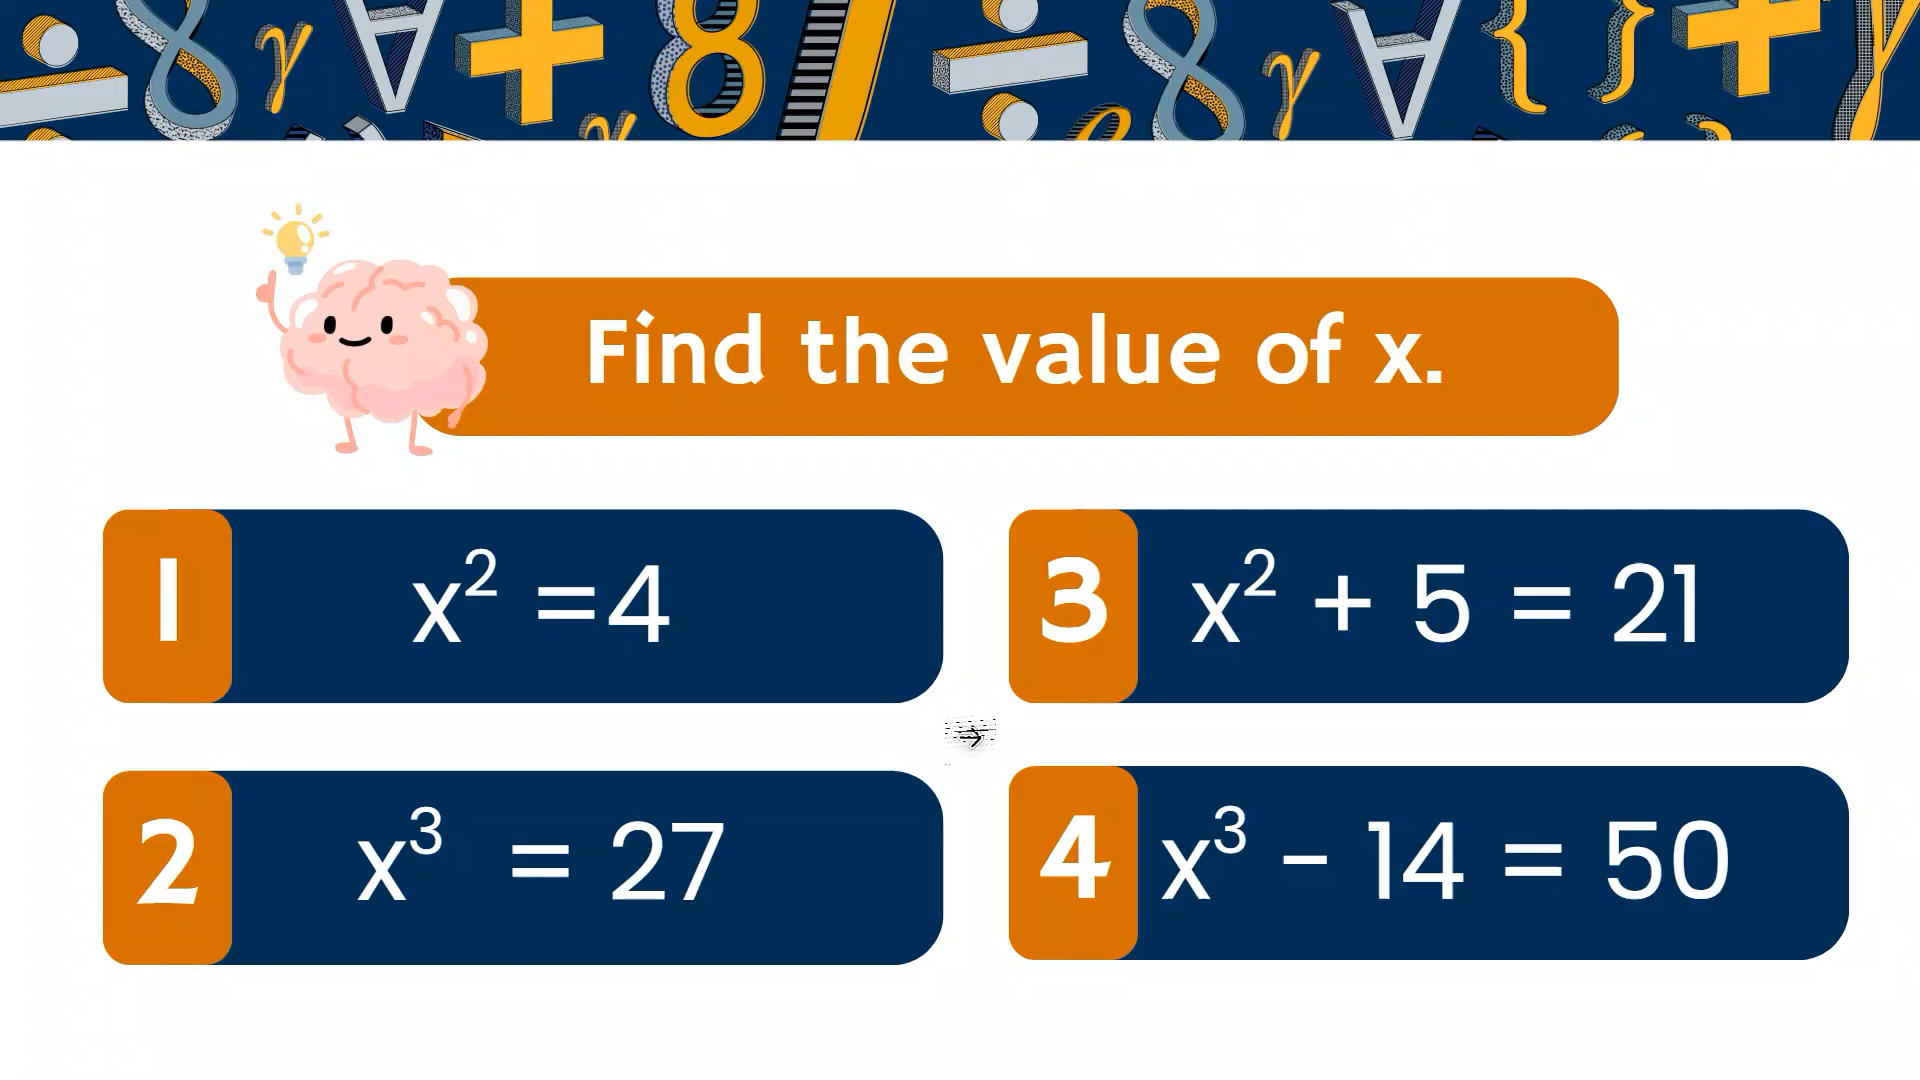 Find the value of x.
1
x² =4
2
x³ = 27
3
x² + 5 = 21
4
x³ - 14 = 50